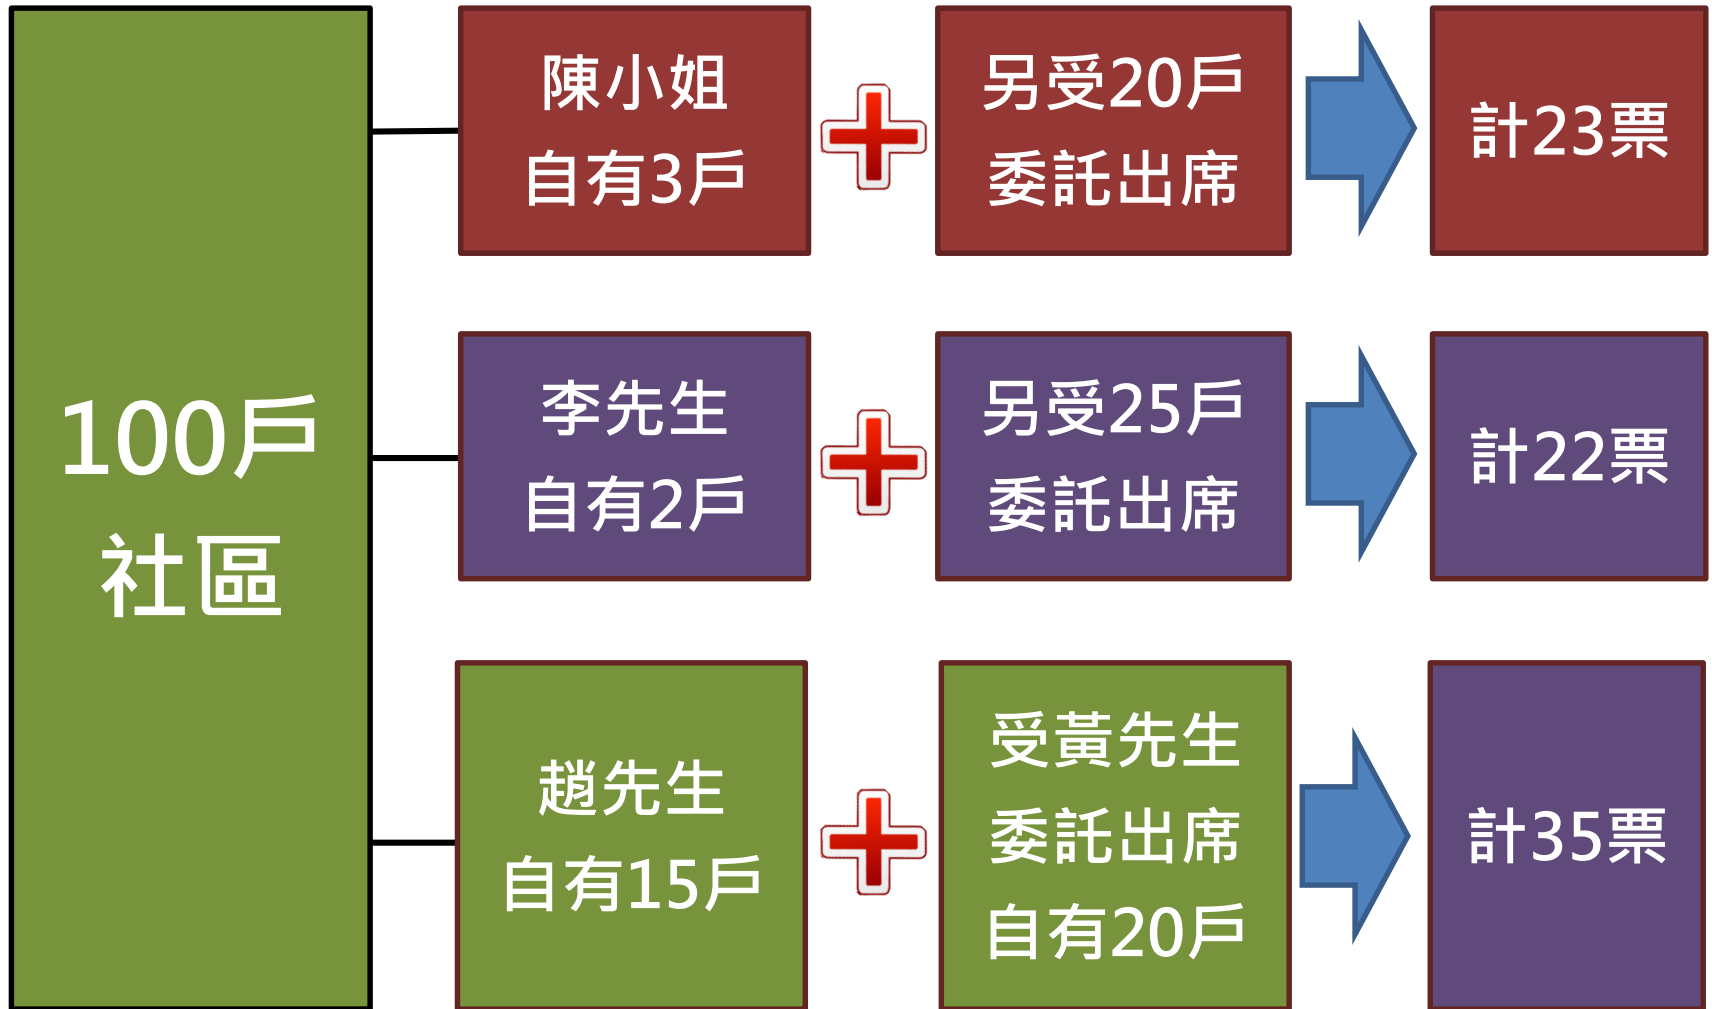 100戶
社區
陳小姐
自有3戶
另受20戶
委託出席
計23票
李先生
自有2戶
另受25戶
委託出席
計22票
趙先生
自有15戶
受黃先生
委託出席
自有20戶
計35票